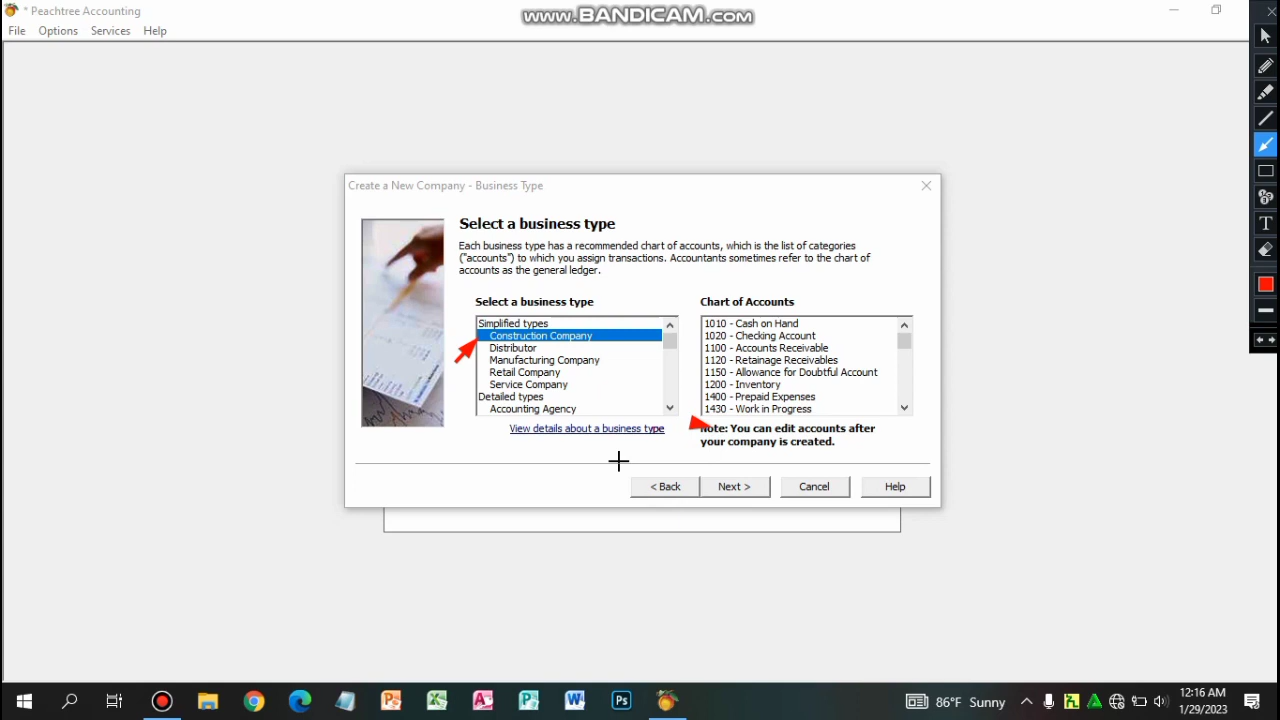 * Peachtree Accounting
www.BANDICAM.com
File Options Services Help
Create a New Company - Business Type
Select a business type
Each business type has a recommended chart of accounts, which is the list of categories
("accounts") to which you assign transactions. Accountants sometimes refer to the chart
of accounts as the general ledger.
Select a business type
Simplified types
Construction Company
Distributor
Manufacturing Company
Retail Company
Service Company
Detailed types
Accounting Agency
View details about a business type
Chart of Accounts
1010 - Cash on Hand
1020 - Checking Account
1100 - Accounts Receivable
1120 - Retainage Receivables
1150 - Allowance for Doubtful Account
1200 - Inventory
1400 - Prepaid Expenses
1430 - Work in Progress
Note: You can edit accounts after
your company is created.
< Back
Next >
Cancel
Help
86°F Sunny
12:16 AM
1/29/2023